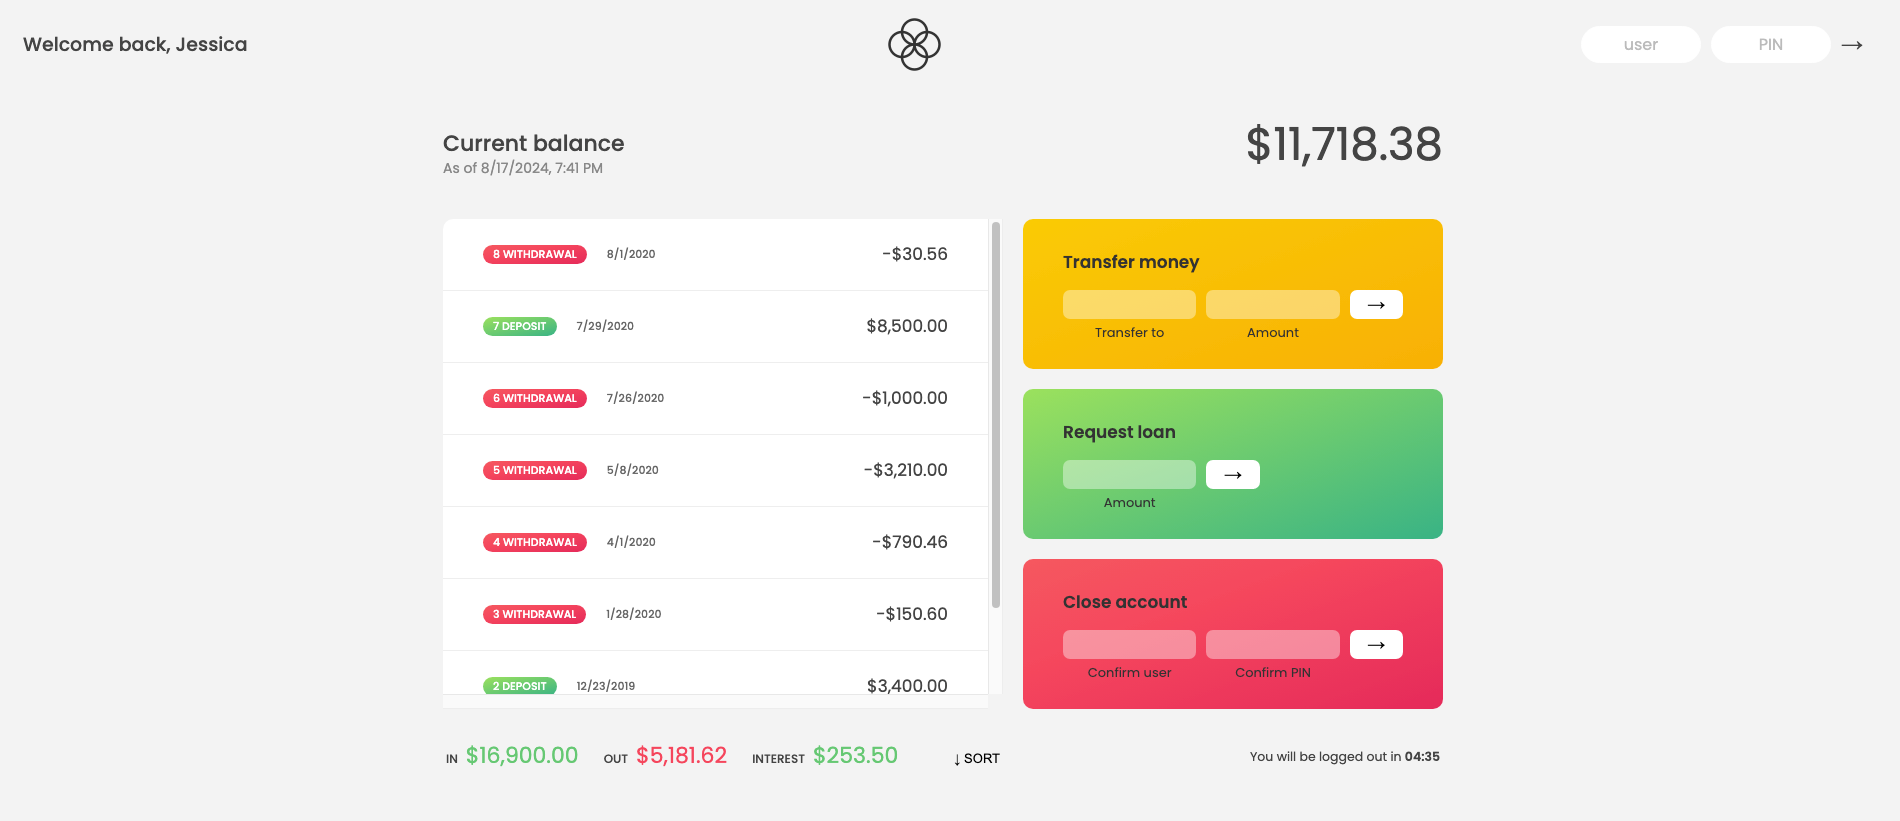 Welcome back, Jessica
user
PIN
→
Current balance
As of 8/17/2024, 7:41 PM
$11,718.38
8 WITHDRAWAL 8/1/2020 -$30.56
7 DEPOSIT 7/29/2020 $8,500.00
6 WITHDRAWAL 7/26/2020 -$1,000.00
5 WITHDRAWAL 5/8/2020 -$3,210.00
4 WITHDRAWAL 4/1/2020 -$790.46
3 WITHDRAWAL 1/28/2020 -$150.60
2 DEPOSIT 12/23/2019 $3,400.00
Transfer money
→
Transfer to Amount
Request loan
→
Amount
Close account
→
Confirm user Confirm PIN
IN $16,900.00 OUT $5,181.62 INTEREST $253.50 ↓ SORT
You will be logged out in 04:35